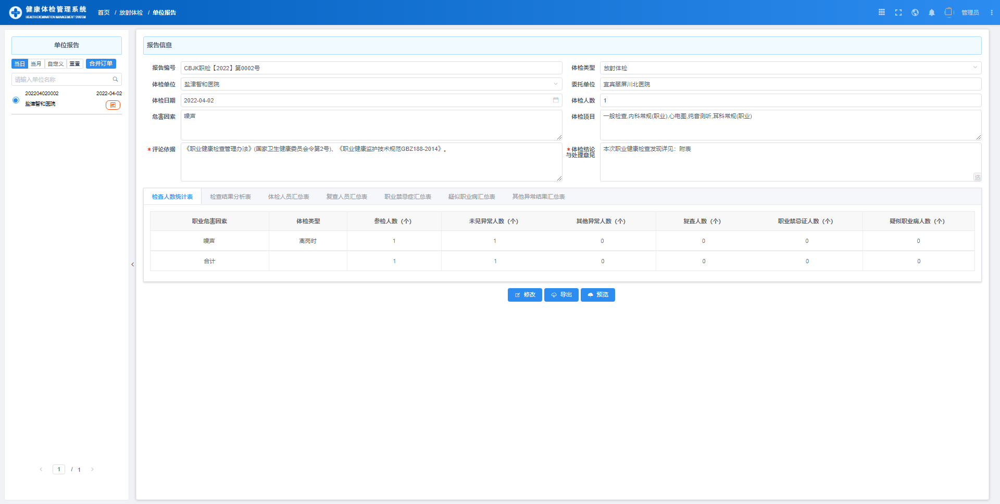 健康体检管理系统
HEALTH EXCMINATION MANAGEMENT SYSTEM
首页 / 放射体检 / 单位报告
管理员
单位报告
当日 当月 自定义 重置 合并订单
请输入单位名称
202204020002 2022-04-02
盐津智和医院
1 / 1
报告信息
报告编号 CBJK职检【2022】第0002号 体检类型 放射体检
体检单位 盐津智和医院 委托单位 宜宾翠屏川北医院
体检日期 2022-04-02 体检人数 1
危害因素 噪声 体检项目 一般检查,内科常规(职业),心电图,纯音测听,耳科常规(职业)
*评论依据 《职业健康检查管理办法》(国家卫生健康委员会令第2号)、《职业健康监护技术规范GBZ188-2014》。
*体检结论与处理意见 本次职业健康检查发现详见：附表
选
检查人数统计表 检查结果分析表 体检人员汇总表 复查人员汇总表 职业禁忌症汇总表 疑似职业病汇总表 其他异常结果汇总表
职业危害因素 体检类型 参检人数（个） 未见异常人数（个） 其他异常人数（个） 复查人数（个） 职业禁忌证人数（个） 疑似职业病人数（个）
噪声 离岗时 1 1 0 0 0 0
合计 1 1 0 0 0 0
修改 导出 预览